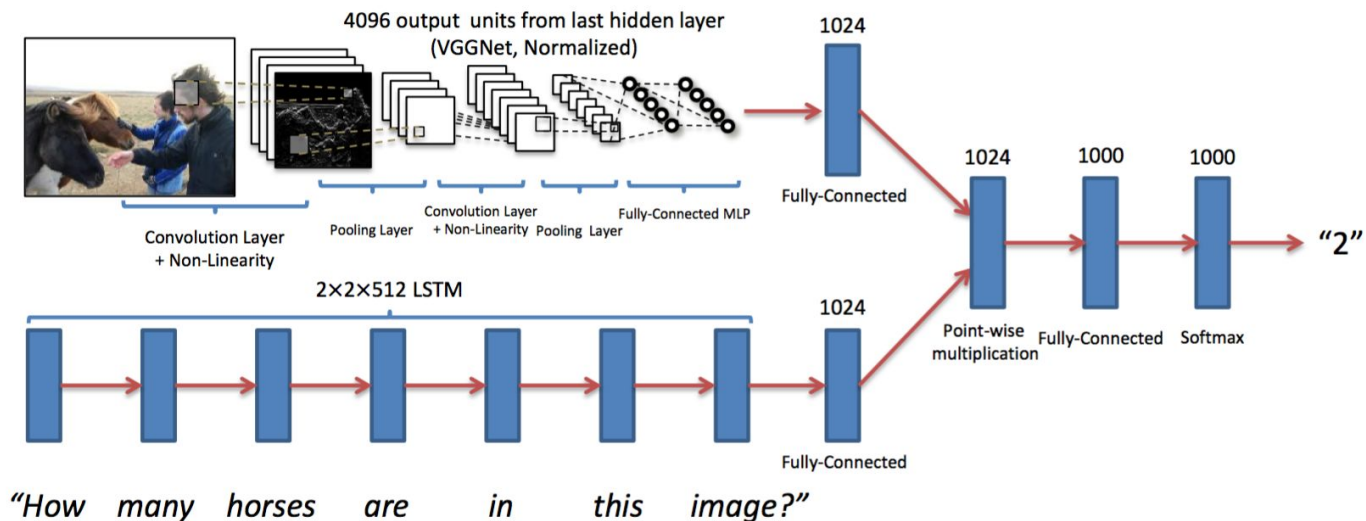 4096 output units from last hidden layer
(VGGNet, Normalized)
1024
Convolution Layer
+ Non-Linearity
Pooling Layer
Convolution Layer
+ Non-Linearity
Pooling Layer
Fully-Connected MLP
Fully-Connected
1024
1000
1000
Point-wise
multiplication
Fully-Connected
Softmax
"2"
2×2×512 LSTM
1024
Fully-Connected
"How many horses are in this image?"